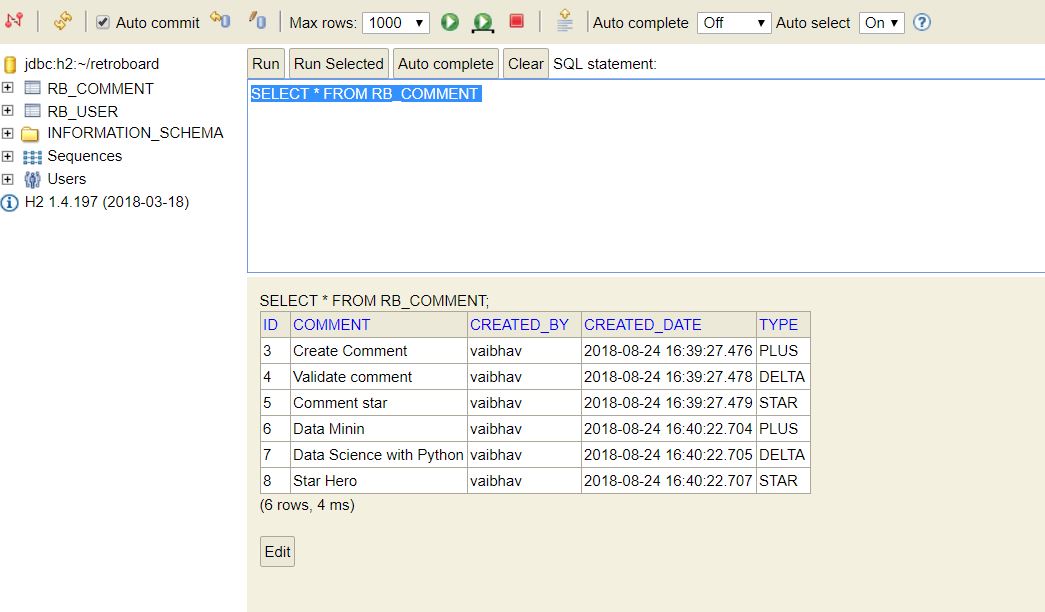 Auto commit Max rows: 1000 Auto complete Off Auto select On
jdbc:h2:~/retroboard
RB_COMMENT
RB_USER
INFORMATION_SCHEMA
Sequences
Users
H2 1.4.197 (2018-03-18)
Run Run Selected Auto complete Clear SQL statement:
SELECT * FROM RB_COMMENT
SELECT * FROM RB_COMMENT;
ID COMMENT CREATED_BY CREATED_DATE TYPE
3 Create Comment vaibhav 2018-08-24 16:39:27.476 PLUS
4 Validate comment vaibhav 2018-08-24 16:39:27.478 DELTA
5 Comment star vaibhav 2018-08-24 16:39:27.479 STAR
6 Data Minin vaibhav 2018-08-24 16:40:22.704 PLUS
7 Data Science with Python vaibhav 2018-08-24 16:40:22.705 DELTA
8 Star Hero vaibhav 2018-08-24 16:40:22.707 STAR
(6 rows, 4 ms)
Edit